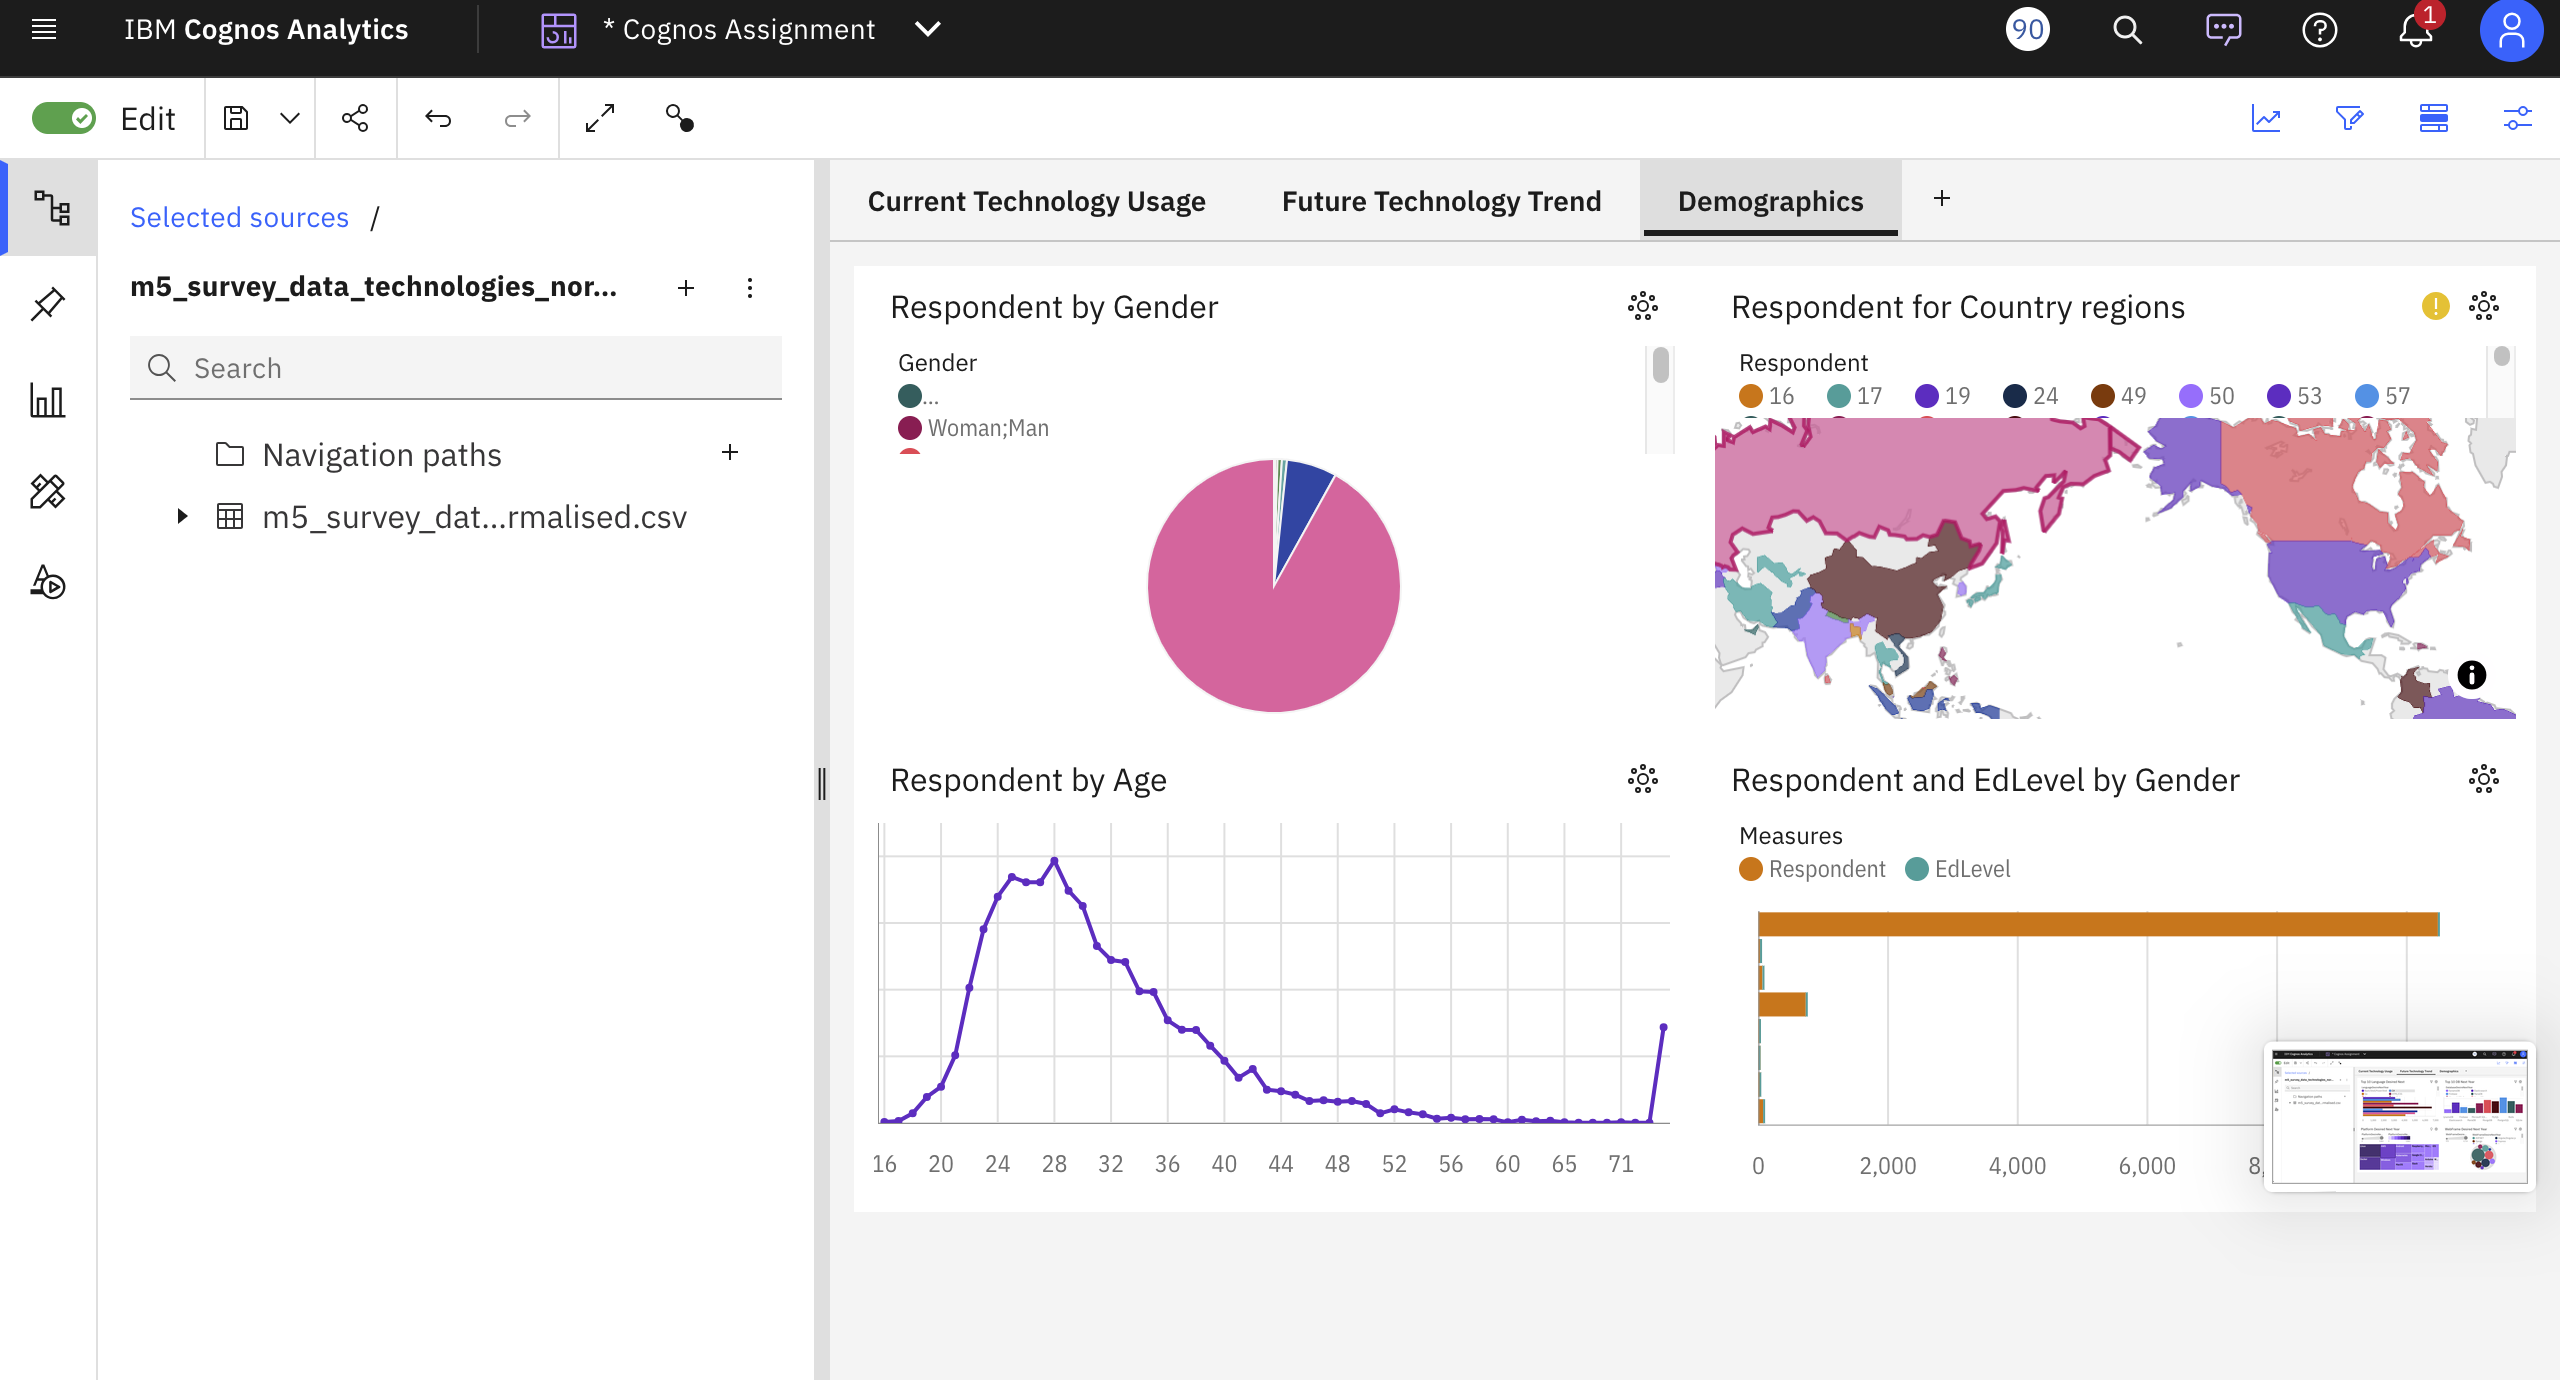 IBM Cognos Analytics
* Cognos Assignment
90
1
Edit
Selected sources /
m5_survey_data_technologies_nor...
Search
Navigation paths
m5_survey_dat...rmalised.csv
Current Technology Usage
Future Technology Trend
Demographics
Respondent by Gender
Gender
...
Woman;Man
Respondent for Country regions
Respondent
16 17 19 24 49 50 53 57
Respondent by Age
16 20 24 28 32 36 40 44 48 52 56 60 65 71
Respondent and EdLevel by Gender
Measures
Respondent EdLevel
0 2,000 4,000 6,000 8,